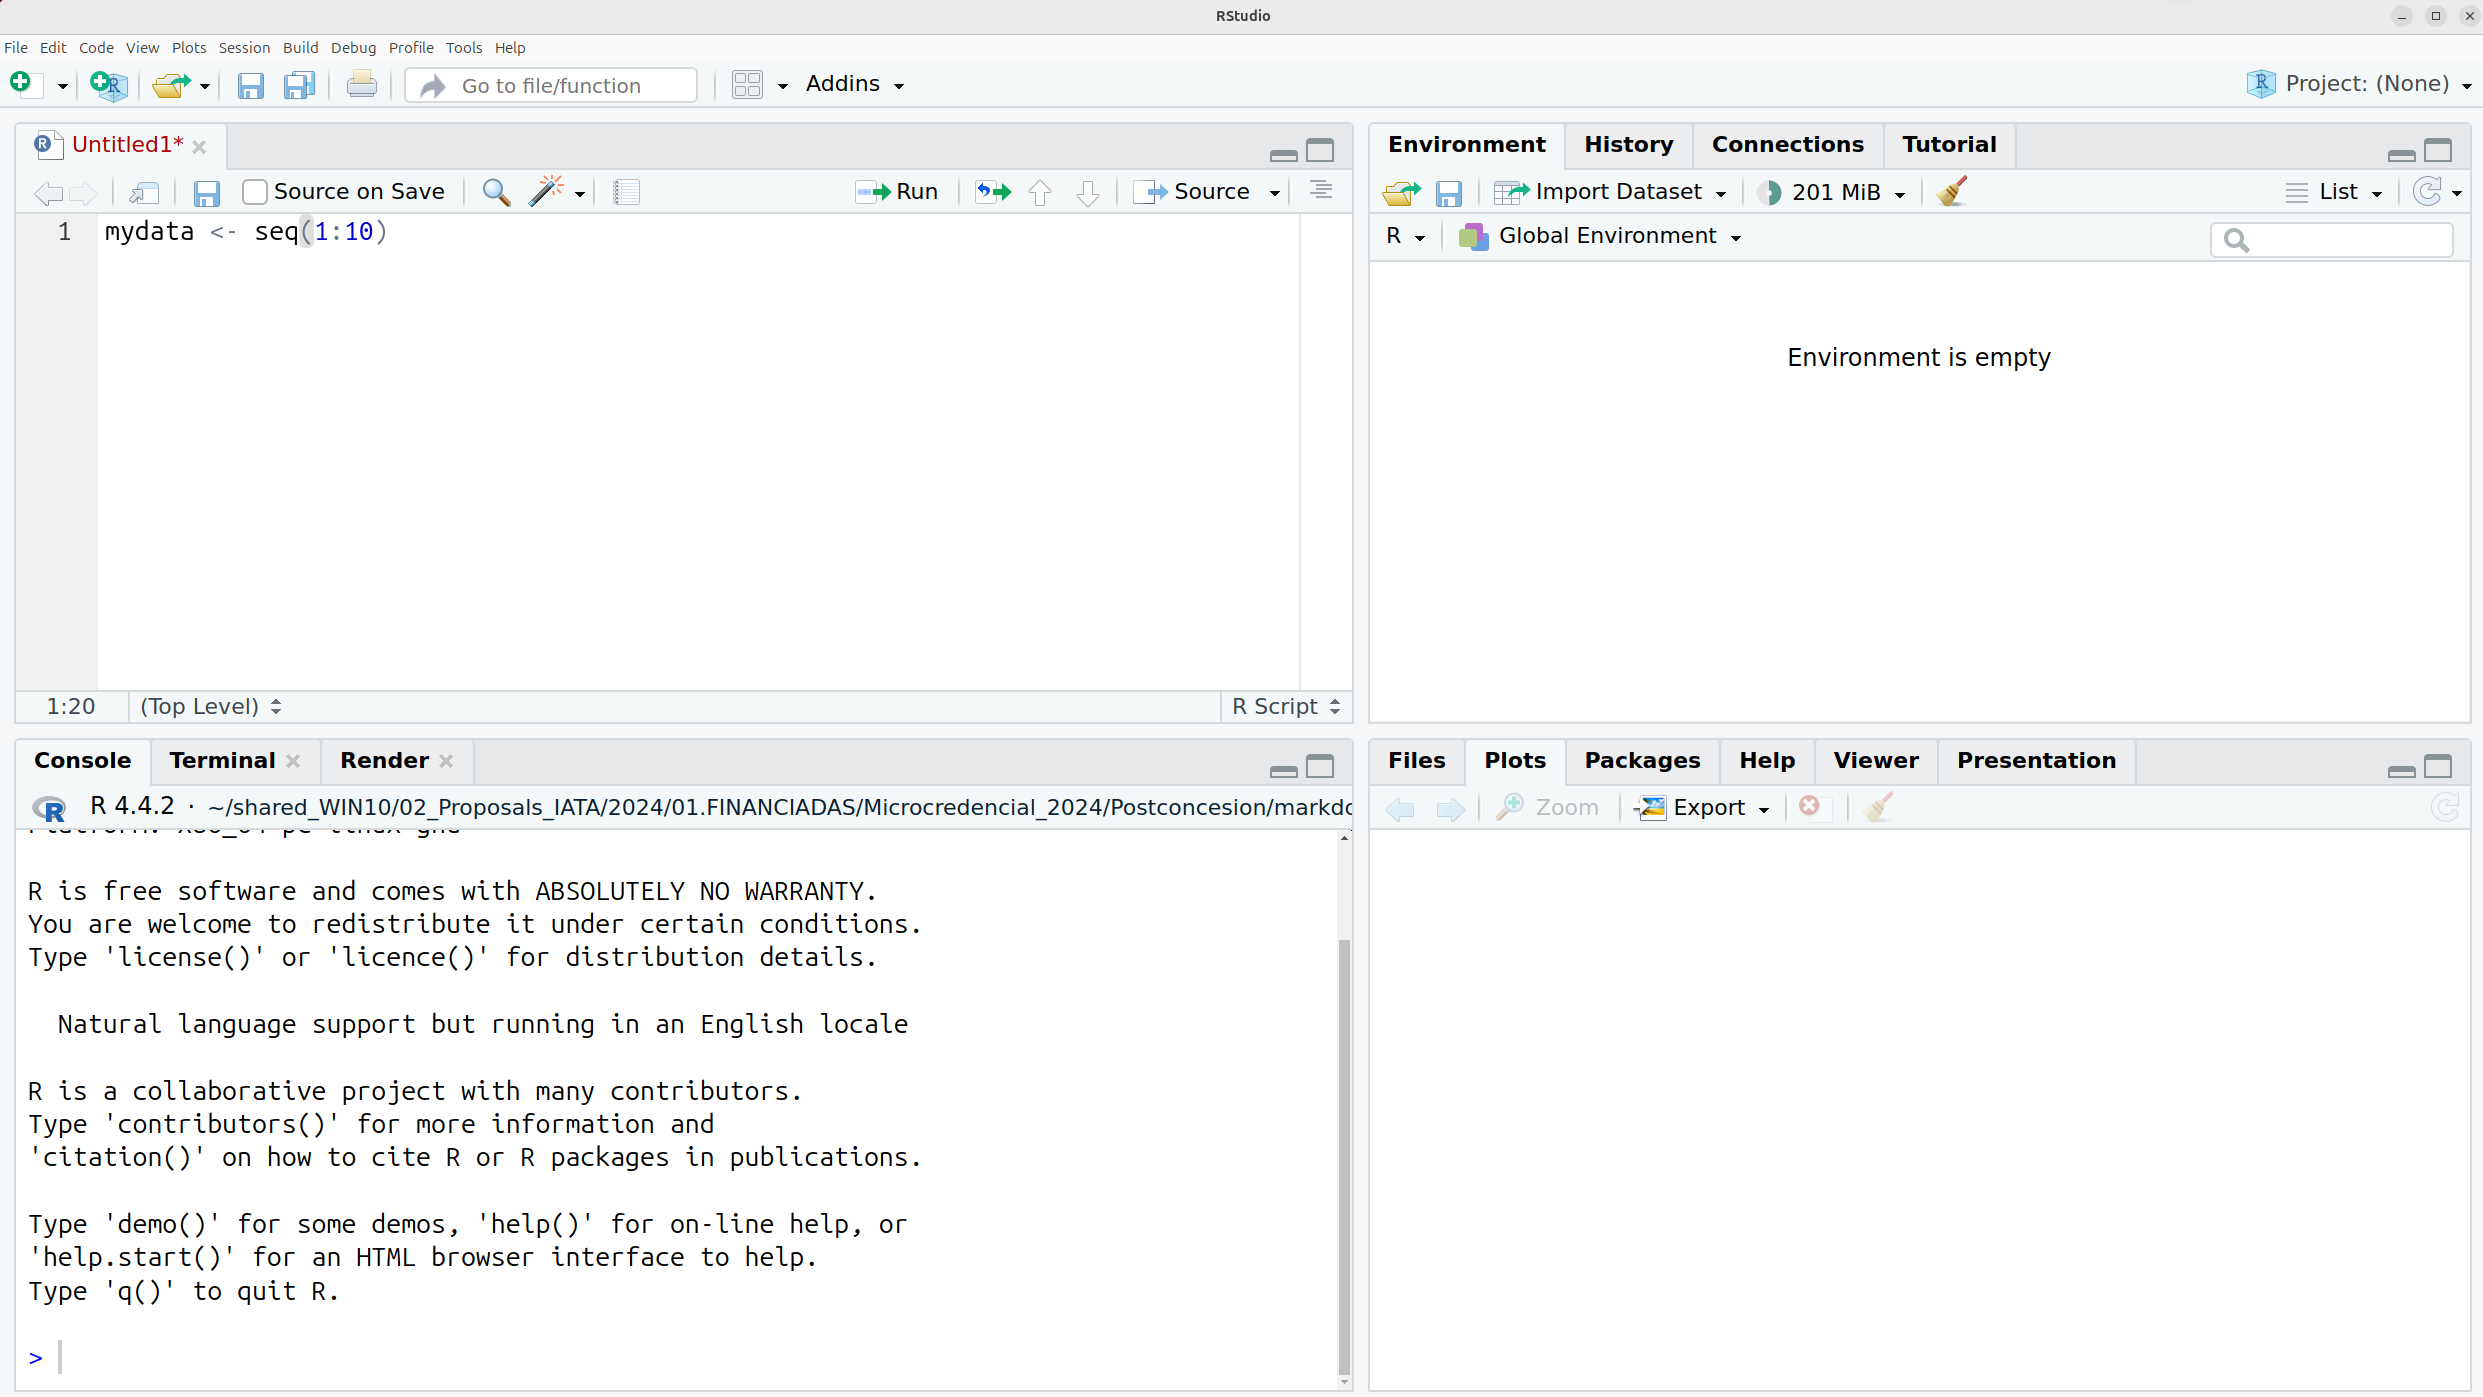 RStudio
File Edit Code View Plots Session Build Debug Profile Tools Help
Go to file/function Addins Project: (None)
Untitled1*
Source on Save Run Source
1 mydata <- seq(1:10)
1:20 (Top Level) R Script
Environment History Connections Tutorial
Import Dataset 201 MiB List
R Global Environment
Environment is empty
Console Terminal Render
R 4.4.2 · ~/shared_WIN10/02_Proposals_IATA/2024/01.FINANCIADAS/Microcredencial_2024/Postconcesion/markdo
R is free software and comes with ABSOLUTELY NO WARRANTY.
You are welcome to redistribute it under certain conditions.
Type 'license()' or 'licence()' for distribution details.
Natural language support but running in an English locale
R is a collaborative project with many contributors.
Type 'contributors()' for more information and
'citation()' on how to cite R or R packages in publications.
Type 'demo()' for some demos, 'help()' for on-line help, or
'help.start()' for an HTML browser interface to help.
Type 'q()' to quit R.
>
Files Plots Packages Help Viewer Presentation
Zoom Export